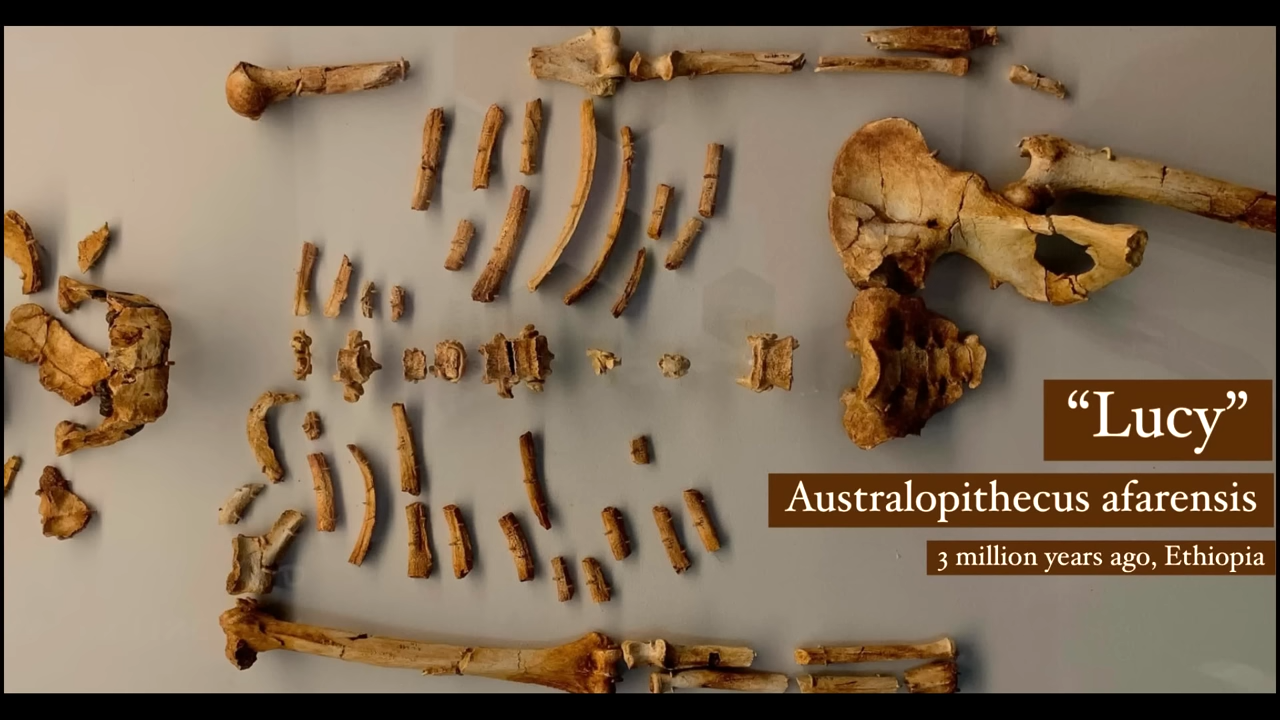 “Lucy”
Australopithecus afarensis
3 million years ago, Ethiopia